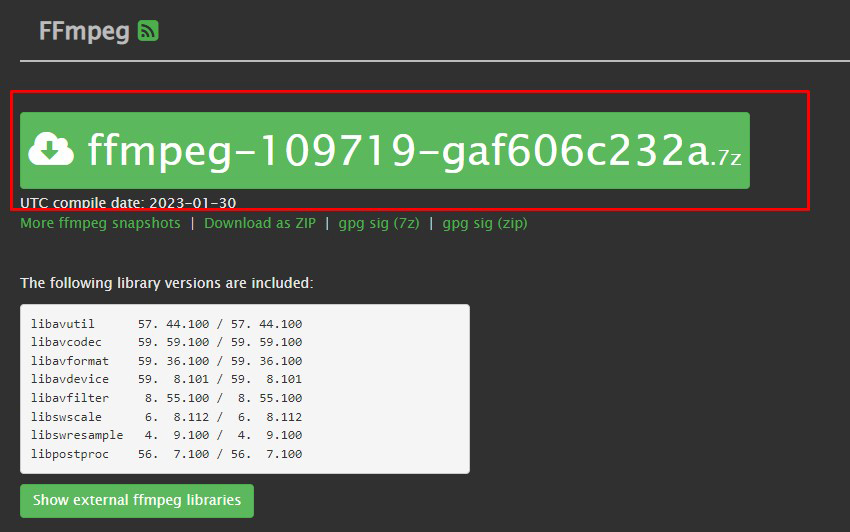 FFmpeg
ffmpeg-109719-gaf606c232a.7z
UTC compile date: 2023-01-30
More ffmpeg snapshots | Download as ZIP | gpg sig (7z) | gpg sig (zip)
The following library versions are included:
libavutil 57. 44.100 / 57. 44.100
libavcodec 59. 59.100 / 59. 59.100
libavformat 59. 36.100 / 59. 36.100
libavdevice 59. 8.101 / 59. 8.101
libavfilter 8. 55.100 / 8. 55.100
libswscale 6. 8.112 / 6. 8.112
libswresample 4. 9.100 / 4. 9.100
libpostproc 56. 7.100 / 56. 7.100
Show external ffmpeg libraries